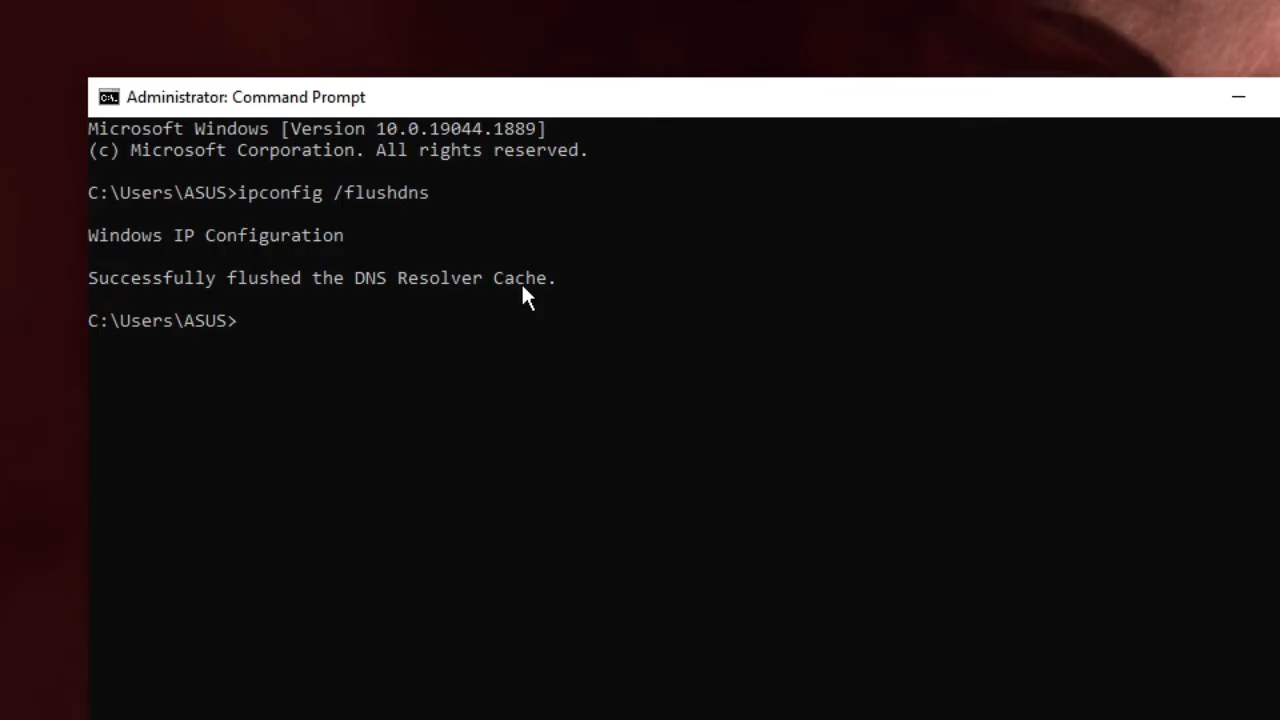 Administrator: Command Prompt
Microsoft Windows [Version 10.0.19044.1889]
(c) Microsoft Corporation. All rights reserved.
C:\Users\ASUS>ipconfig /flushdns
Windows IP Configuration
Successfully flushed the DNS Resolver Cache.
C:\Users\ASUS>